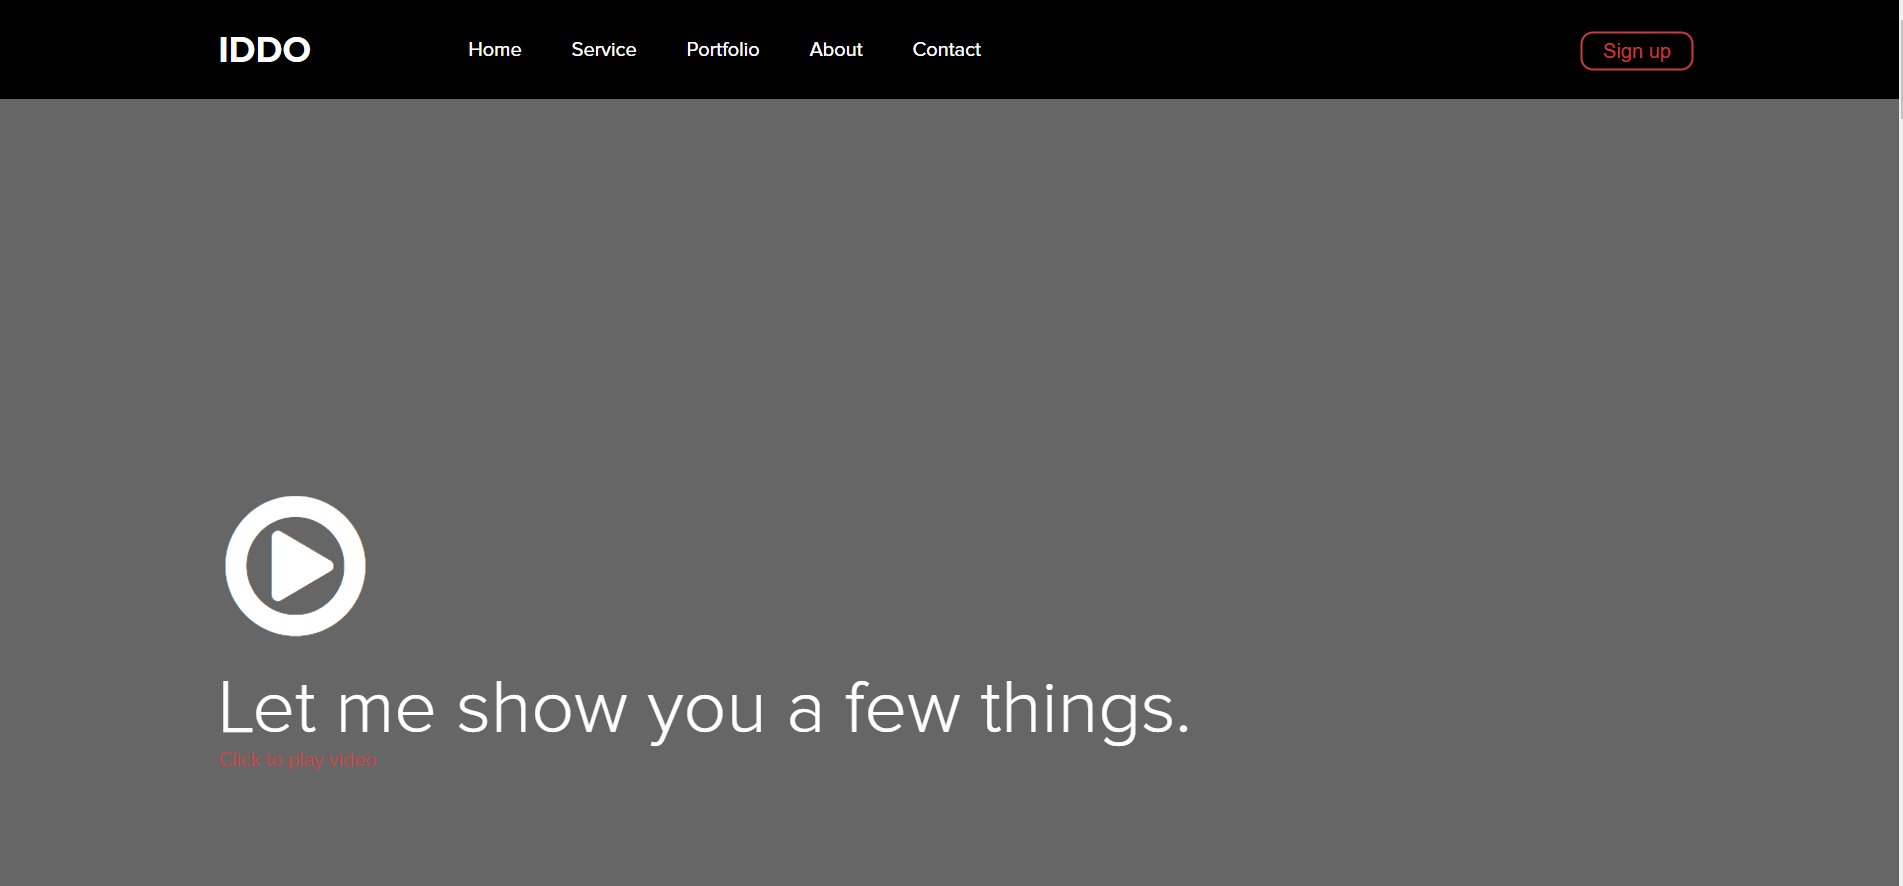 IDDO Home Service Portfolio About Contact Sign up
Let me show you a few things.
Click to play video